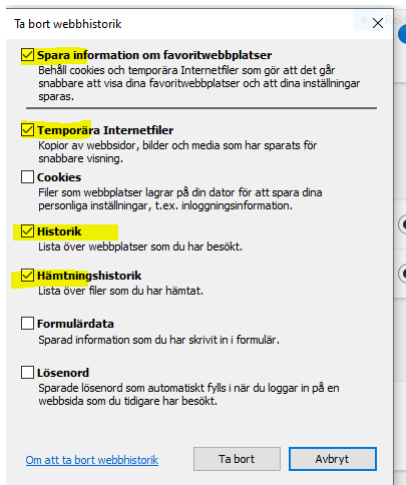 Ta bort webbhistorik
Spara information om favoritwebbplatser
Behåll cookies och temporära Internetfiler som gör att det går
snabbare att visa dina favoritwebbplatser och att dina inställningar
sparas.
Temporära Internetfiler
Kopior av webbsidor, bilder och media som har sparats för
snabbare visning.
Cookies
Filer som webbplatser lagrar på din dator för att spara dina
personliga inställningar, t.ex. inloggningsinformation.
Historik
Lista över webbplatser som du har besökt.
Hämtningshistorik
Lista över filer som du har hämtat.
Formulärdata
Sparad information som du har skrivit in i formulär.
Lösenord
Sparade lösenord som automatiskt fylls i när du loggar in på en
webbsida som du tidigare har besökt.
Om att ta bort webbhistorik
Ta bort
Avbryt